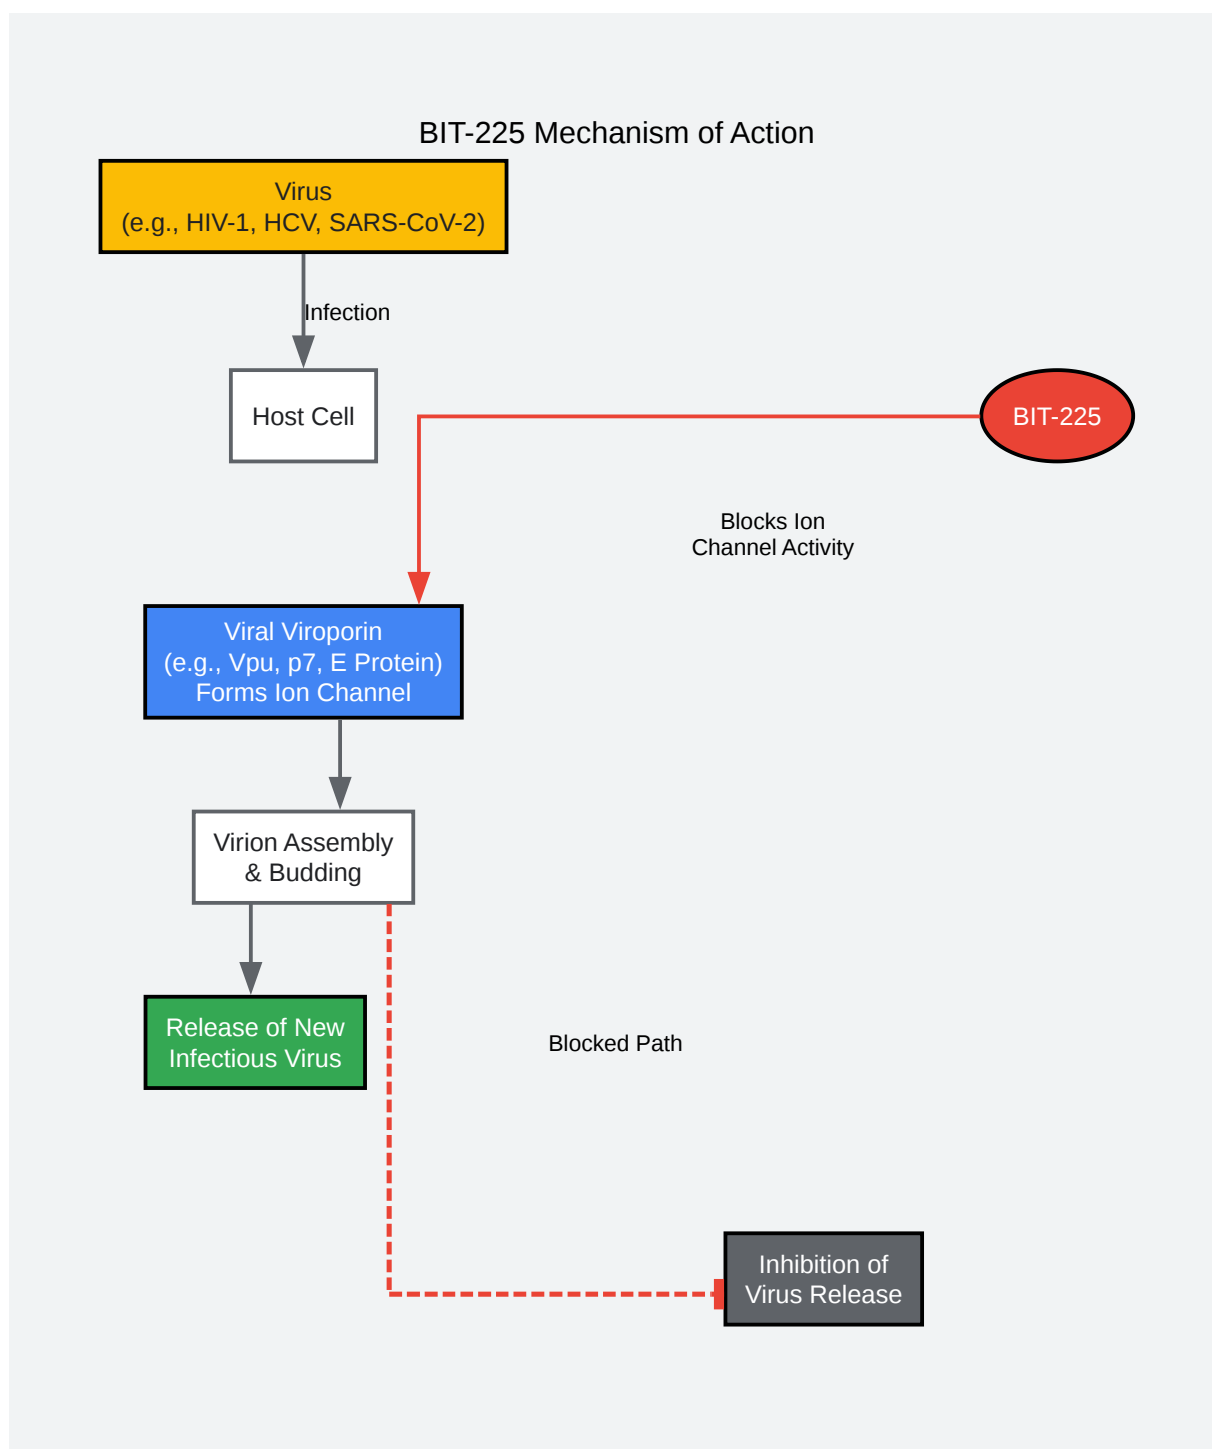 BIT-225 Mechanism of Action
Virus
(e.g., HIV-1, HCV, SARS-CoV-2)
Infection
Host Cell
BIT-225
Blocks Ion
Channel Activity
Viral Viroporin
(e.g., Vpu, p7, E Protein)
Forms Ion Channel
Virion Assembly
& Budding
Release of New
Infectious Virus
Blocked Path
Inhibition of
Virus Release